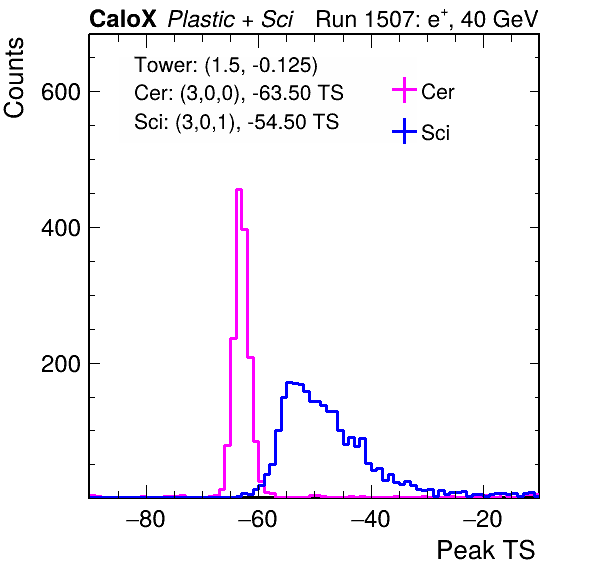 CaloX Plastic + Sci Run 1507: e⁺, 40 GeV
Tower: (1.5, -0.125)
Cer: (3,0,0), -63.50 TS
Sci: (3,0,1), -54.50 TS
Cer
Sci
Counts
600
400
200
−80 −60 −40 −20
Peak TS